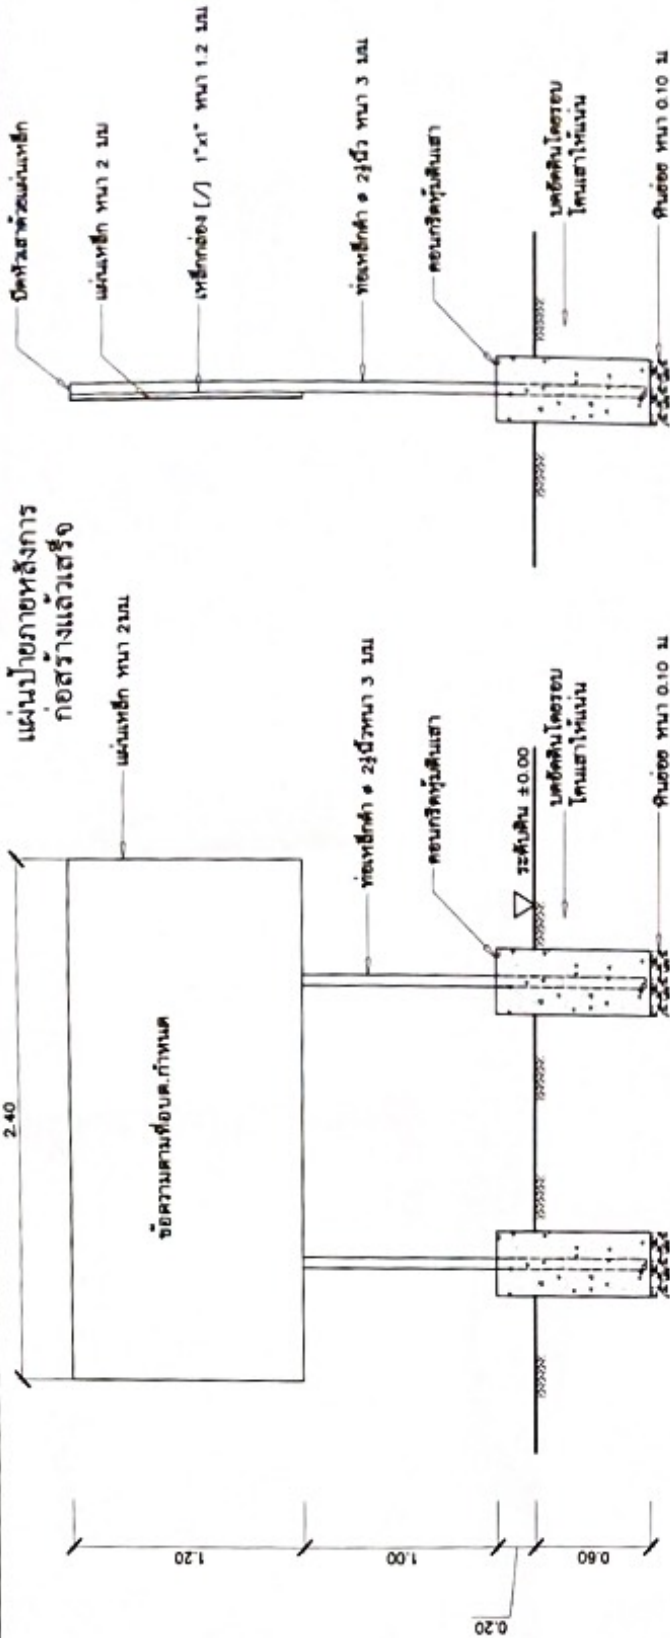 แผ่นป้ายภายหลังการ
ก่อสร้างแล้วเสร็จ
2.40
แผ่นเหล็ก หนา 2 มม
ข้อความตามที่อบต.กำหนด
ท่อเหล็กดำ ø 2½นิ้วหนา 3 มม
คอนกรีตหุ้มตีนเสา
ระดับดิน ±0.00
บดอัดดินโดยรอบ
โคนเสาให้แน่น
หินย่อย หนา 0.10 ม
1.20
1.00
0.20
0.60
ปิดหัวเสาด้วยแผ่นเหล็ก
แผ่นเหล็ก หนา 2 มม
เหล็กกล่อง [/] 1"x1" หนา 1.2 มม
ท่อเหล็กดำ ø 2½นิ้ว หนา 3 มม
คอนกรีตหุ้มตีนเสา
บดอัดดินโดยรอบ
โคนเสาให้แน่น
หินย่อย หนา 0.10 ม